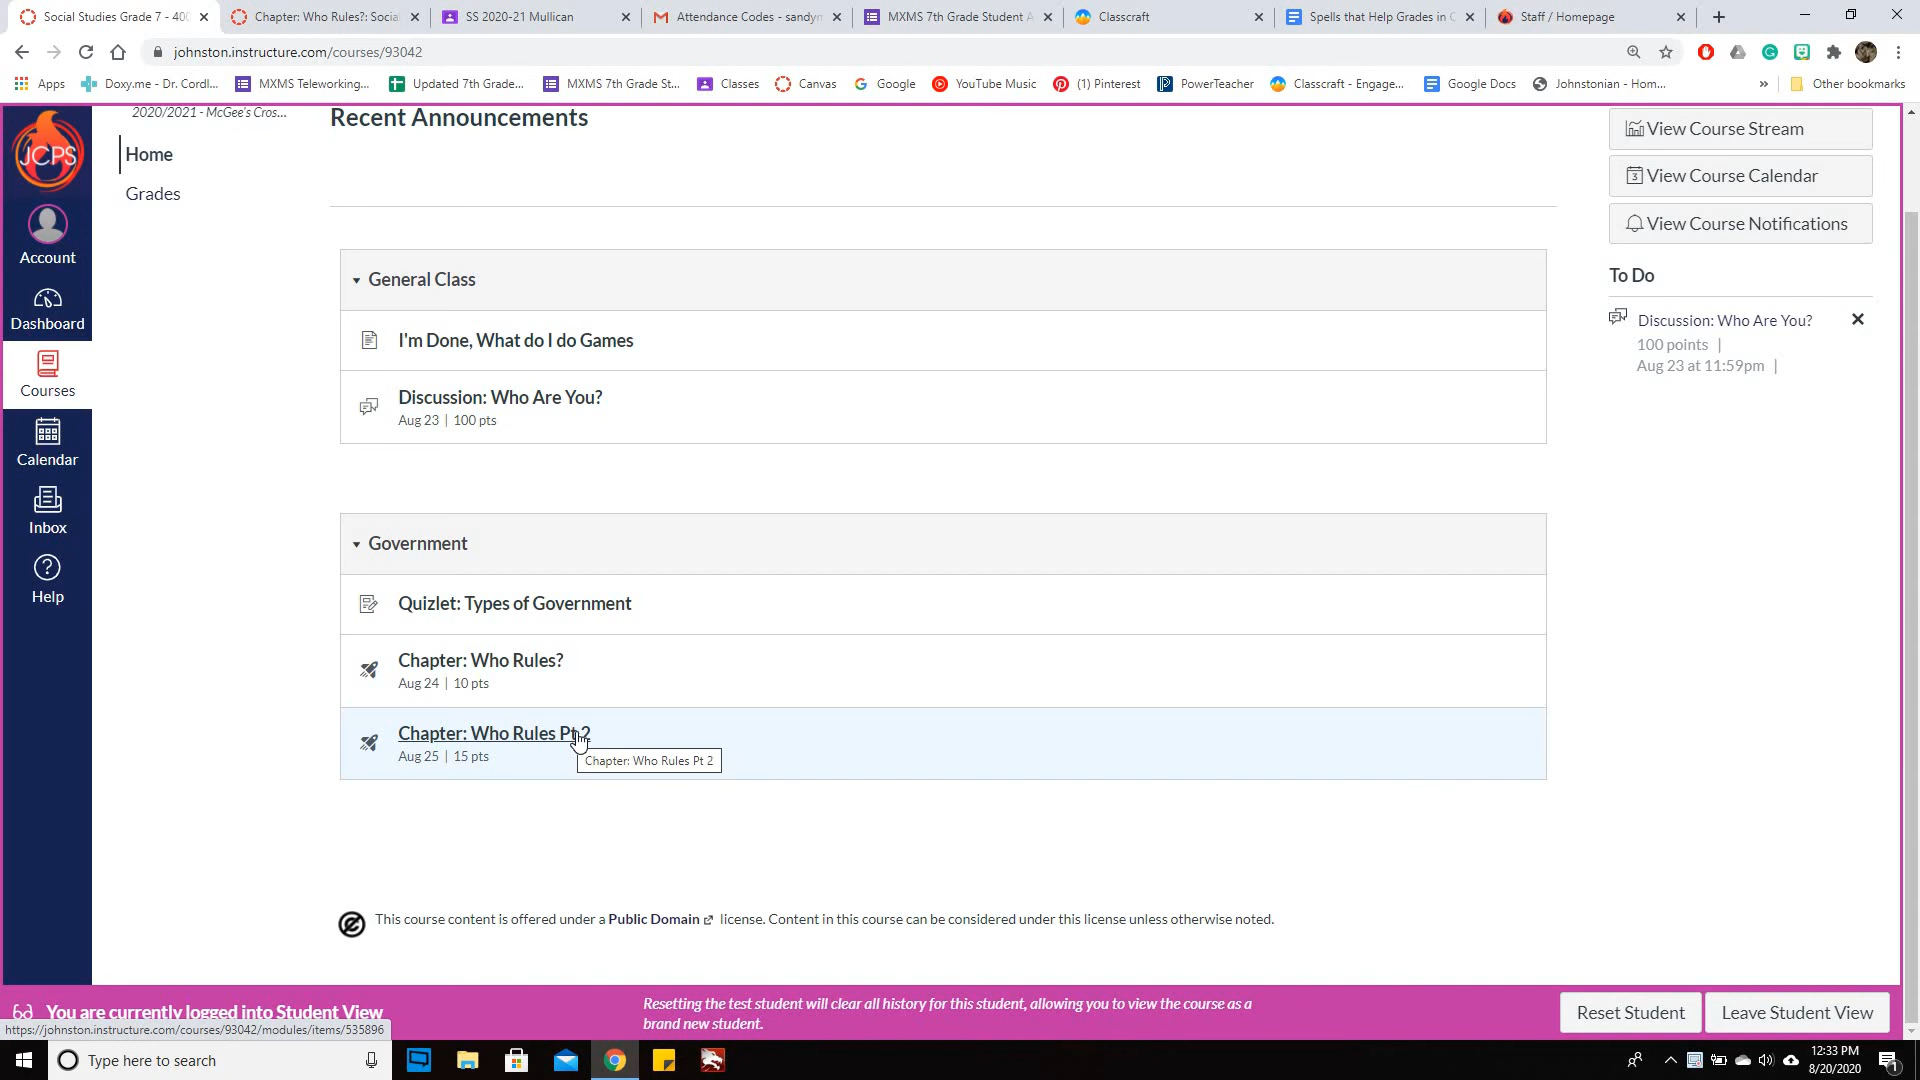 Social Studies Grade 7 - 400
Chapter: Who Rules?: Social
SS 2020-21 Mullican
Attendance Codes - sandym
MXMS 7th Grade Student A
Classcraft
Spells that Help Grades in C
Staff / Homepage
johnston.instructure.com/courses/93042
Apps
Doxy.me - Dr. Cordl...
MXMS Teleworking...
Updated 7th Grade...
MXMS 7th Grade St...
Classes
Canvas
Google
YouTube Music
(1) Pinterest
PowerTeacher
Classcraft - Engage...
Google Docs
Johnstonian - Hom...
»
Other bookmarks
JCPS
Account
Dashboard
Courses
Calendar
Inbox
Help
2020/2021 - McGee's Cros...
Home
Grades
Recent Announcements
General Class
I'm Done, What do I do Games
Discussion: Who Are You?
Aug 23 | 100 pts
Government
Quizlet: Types of Government
Chapter: Who Rules?
Aug 24 | 10 pts
Chapter: Who Rules Pt 2
Aug 25 | 15 pts
Chapter: Who Rules Pt 2
This course content is offered under a Public Domain license. Content in this course can be considered under this license unless otherwise noted.
View Course Stream
3 View Course Calendar
View Course Notifications
To Do
Discussion: Who Are You?
100 points |
Aug 23 at 11:59pm |
You are currently logged into Student View
https://johnston.instructure.com/courses/93042/modules/items/535896
Resetting the test student will clear all history for this student, allowing you to view the course as a
brand new student.
Reset Student
Leave Student View
Type here to search
12:33 PM
8/20/2020
1